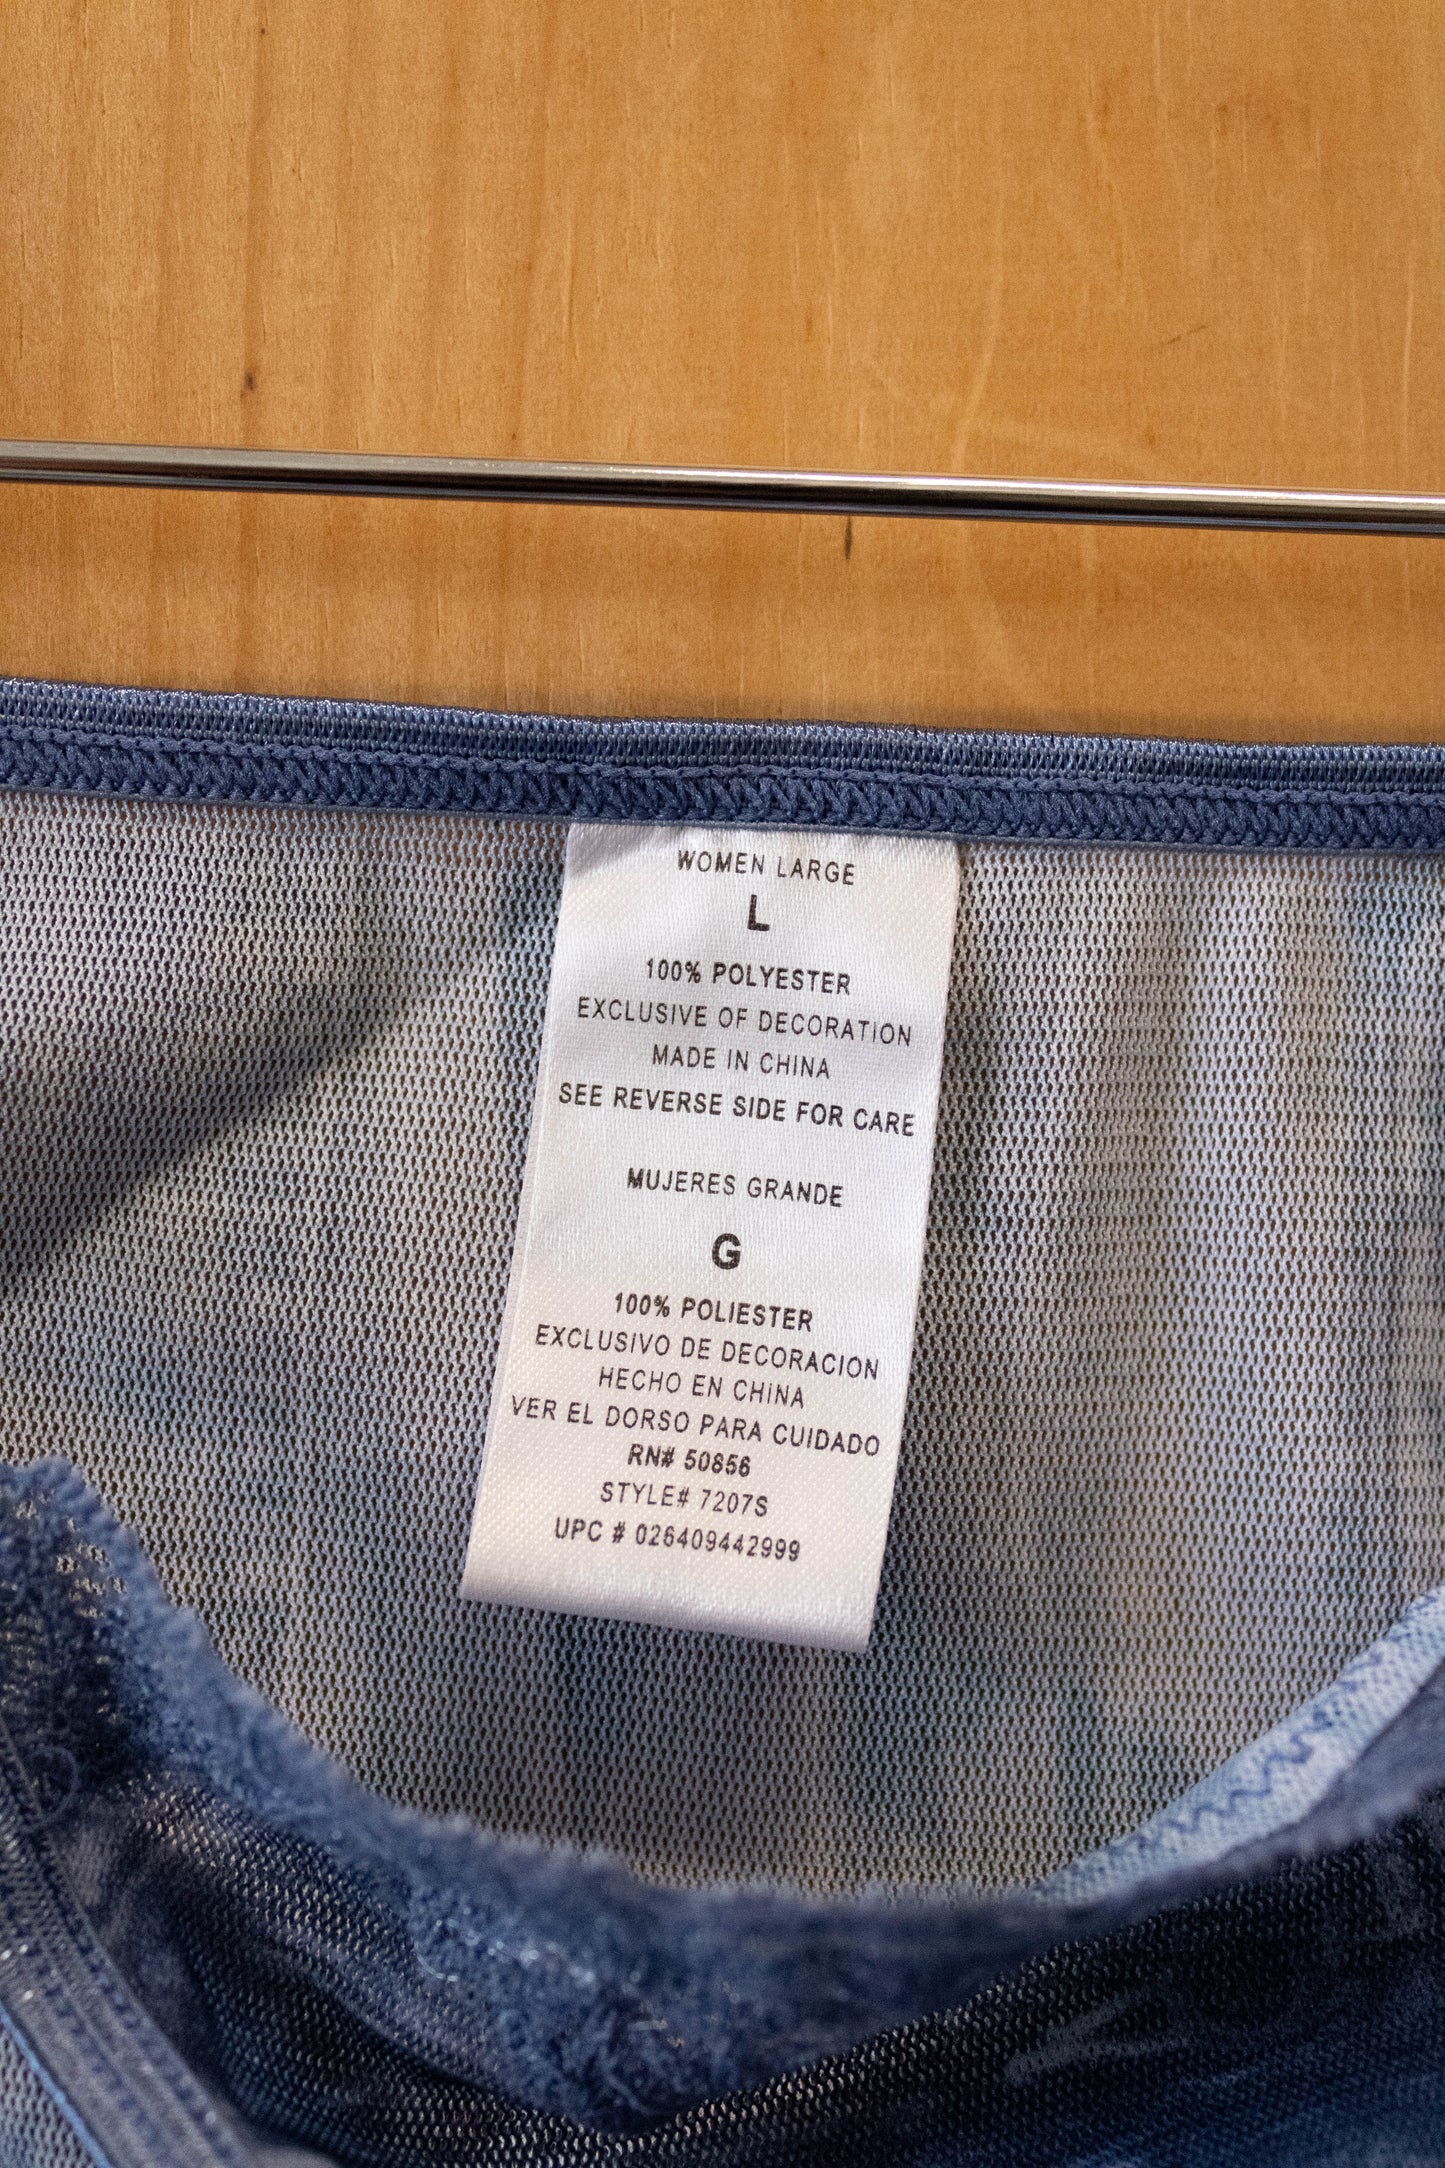 WOMEN LARGE
L
100% POLYESTER
EXCLUSIVE OF DECORATION
MADE IN CHINA
SEE REVERSE SIDE FOR CARE
MUJERES GRANDE
G
100% POLIESTER
EXCLUSIVO DE DECORACION
HECHO EN CHINA
VER EL DORSO PARA CUIDADO
RN# 50856
STYLE# 7207S
UPC # 026409442999